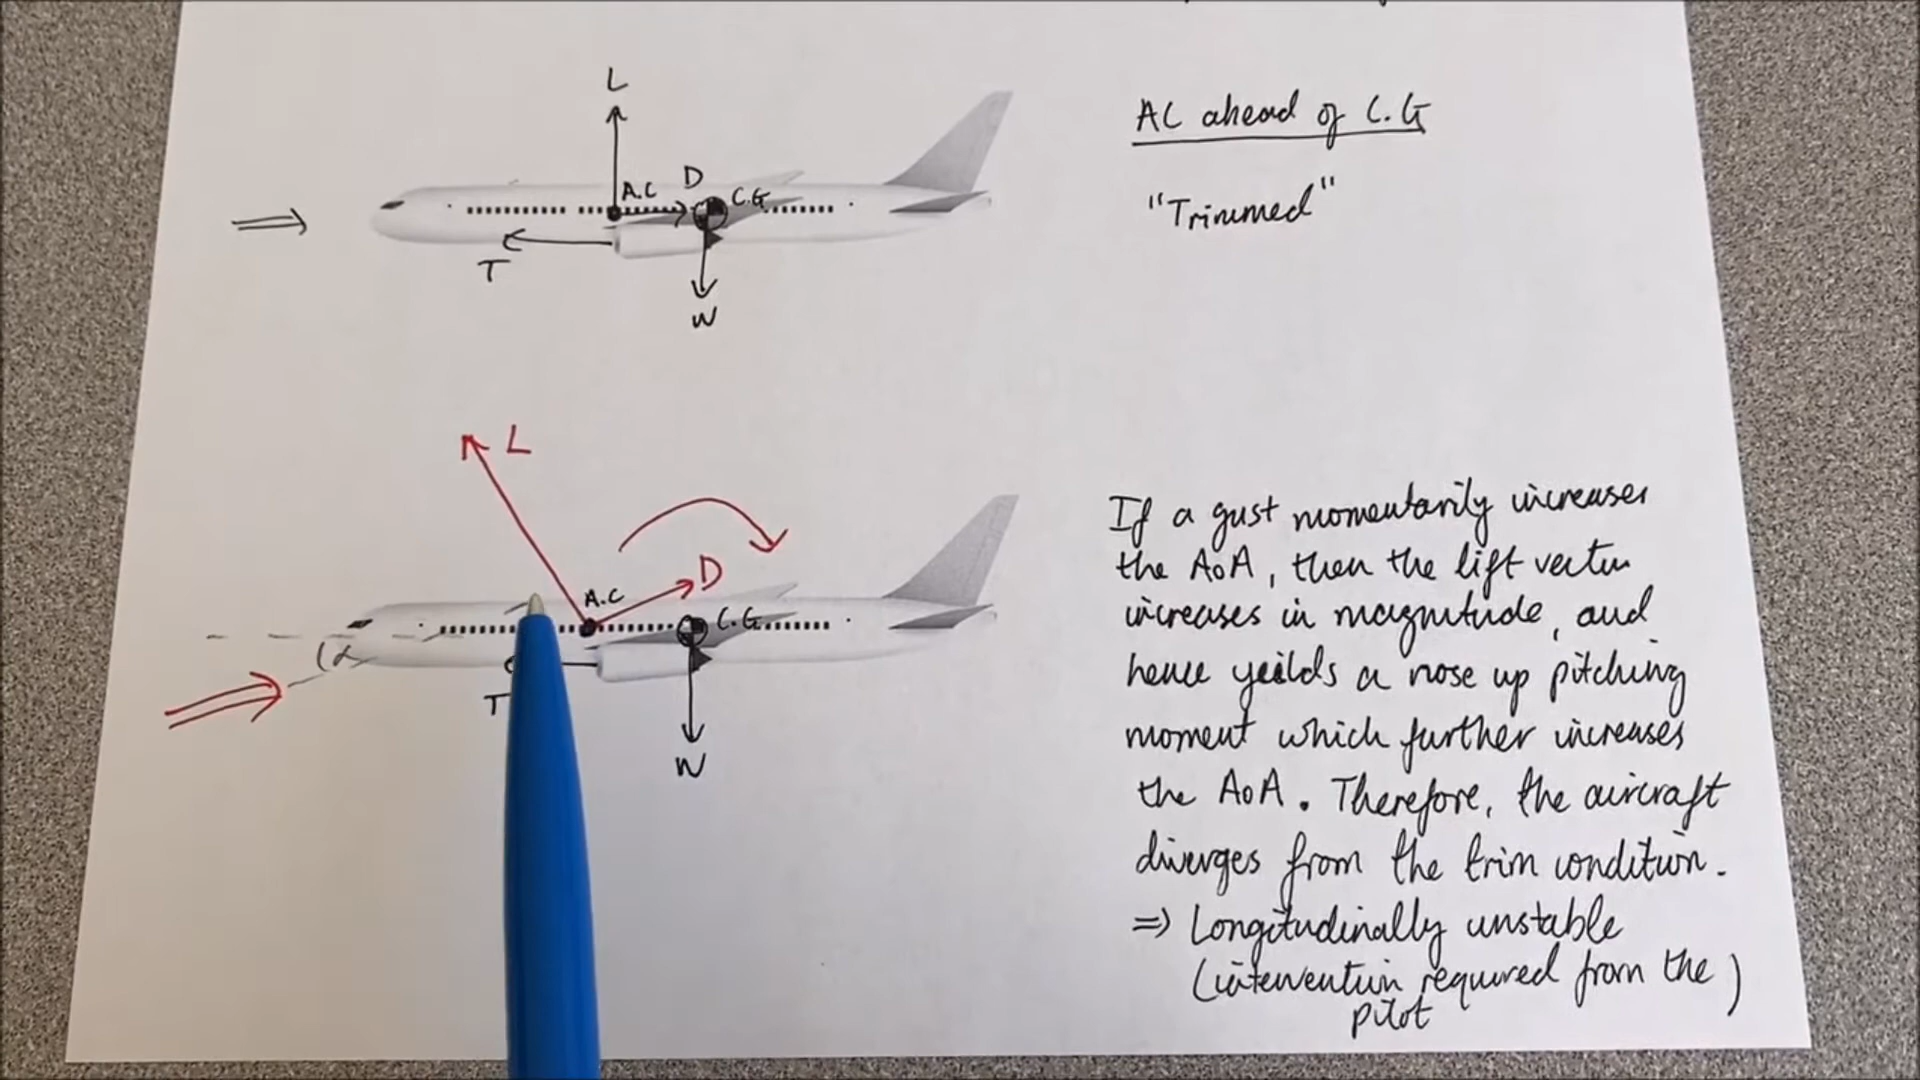 L
A.C
D
C.G
T
W
AC ahead of C.G
"Trimmed"
L
A.C
D
C.G
(α
T
W
If a gust momentarily increases
the AoA, then the lift vector
increases in magnitude, and
hence yeilds a nose up pitching
moment which further increases
the AoA. Therefore, the aircraft
diverges from the trim condition.
⇒ Longitudinally unstable
(intervention required from the )
pilot